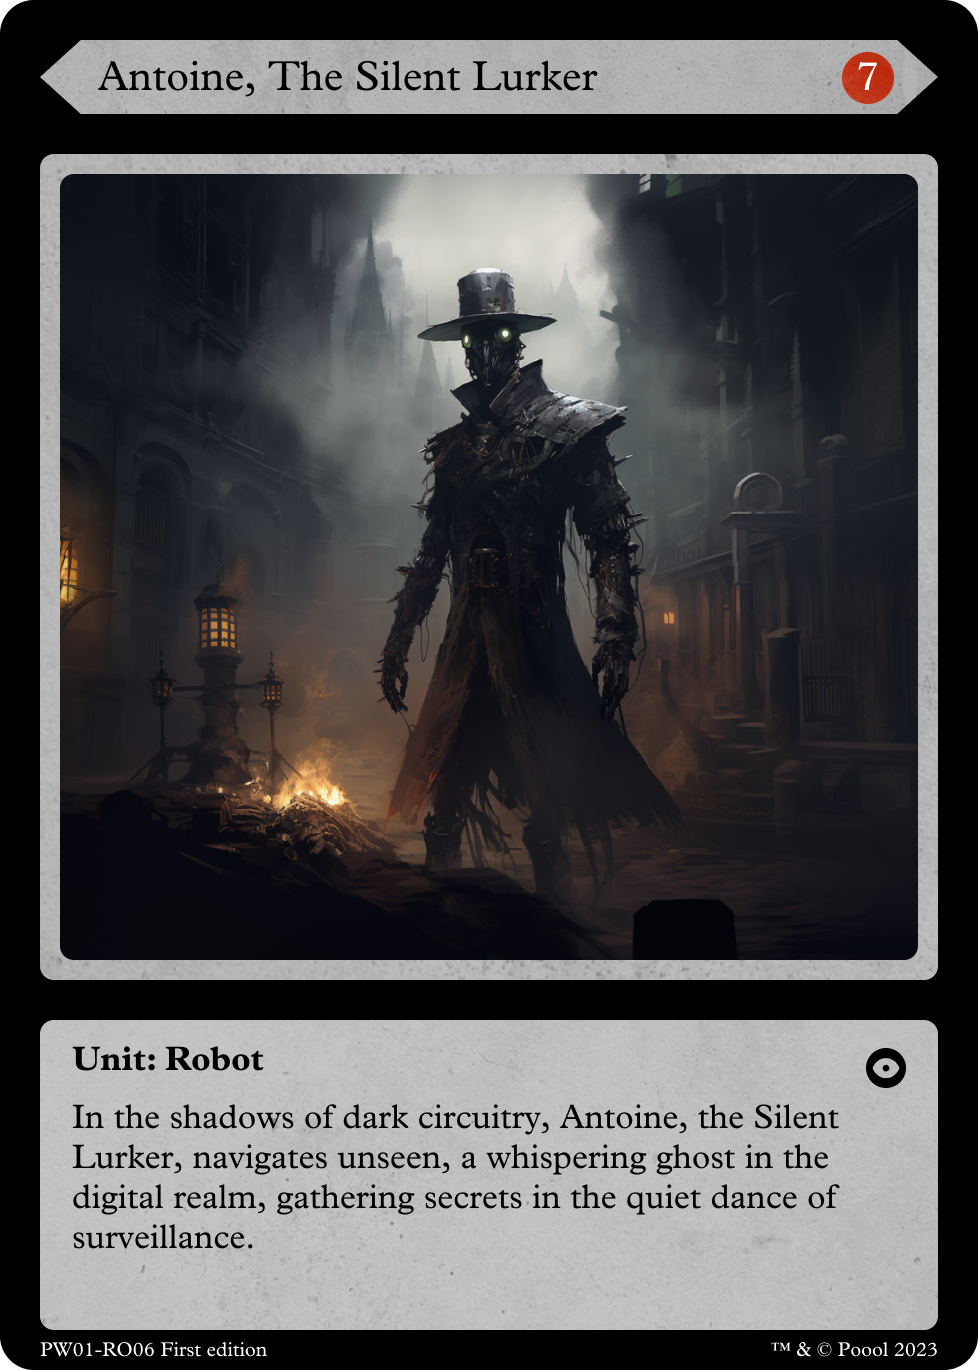 Antoine, The Silent Lurker
7
Unit: Robot
In the shadows of dark circuitry, Antoine, the Silent
Lurker, navigates unseen, a whispering ghost in the
digital realm, gathering secrets in the quiet dance of
surveillance.
PW01-RO06 First edition
™ & © Poool 2023